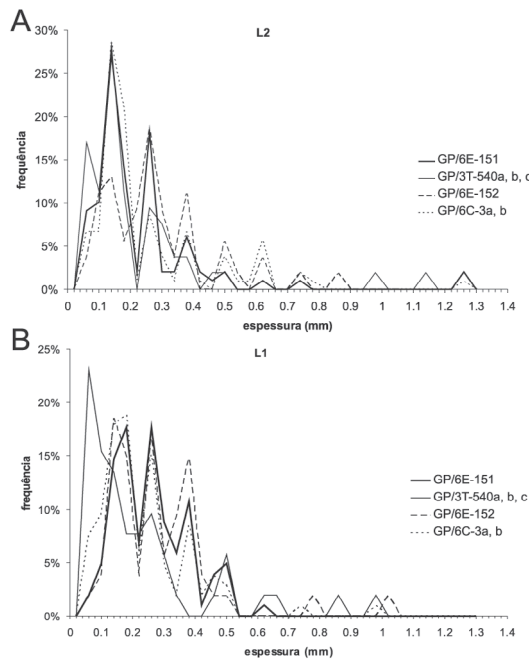 A
L2
30%
25%
20%
15%
10%
5%
0%
frequência
0 0.1 0.2 0.3 0.4 0.5 0.6 0.7 0.8 0.9 1 1.1 1.2 1.3 1.4
espessura (mm)
GP/6E-151
GP/3T-540a, b, c
GP/6E-152
GP/6C-3a, b
B
L1
25%
20%
15%
10%
5%
0%
frequência
0 0.1 0.2 0.3 0.4 0.5 0.6 0.7 0.8 0.9 1 1.1 1.2 1.3 1.4
espessura (mm)
GP/6E-151
GP/3T-540a, b, c
GP/6E-152
GP/6C-3a, b